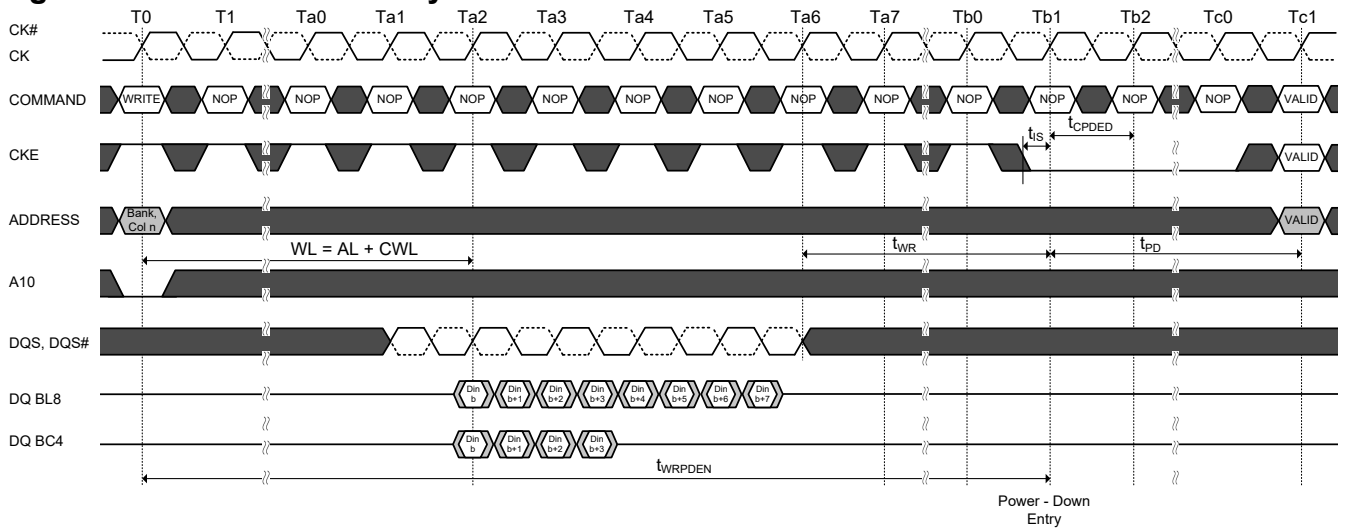 T0 T1 Ta0 Ta1 Ta2 Ta3 Ta4 Ta5 Ta6 Ta7 Tb0 Tb1 Tb2 Tc0 Tc1
CK#
CK
COMMAND WRITE NOP NOP NOP NOP NOP NOP NOP NOP NOP NOP NOP NOP NOP VALID
tIS tCPDED
CKE VALID
ADDRESS Bank, Col n VALID
WL = AL + CWL tWR tPD
A10
DQS, DQS#
DQ BL8 Din b Din b+1 Din b+2 Din b+3 Din b+4 Din b+5 Din b+6 Din b+7
DQ BC4 Din b Din b+1 Din b+2 Din b+3
tWRPDEN
Power - Down
Entry